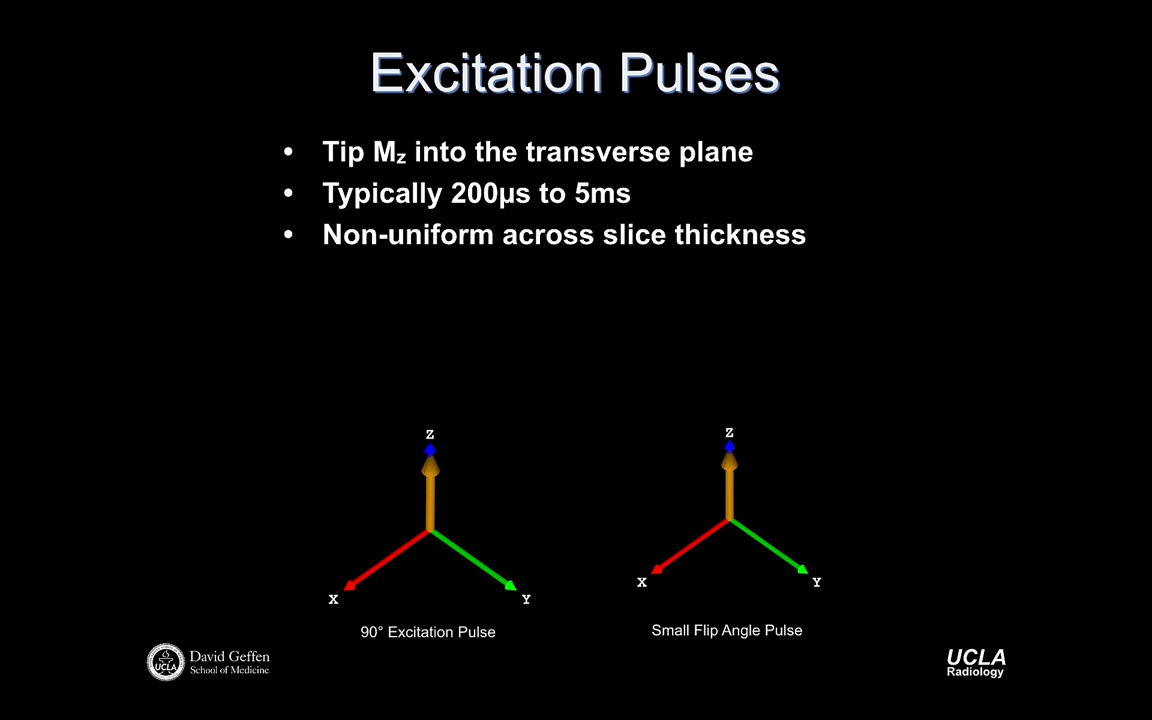 Excitation Pulses
• Tip Mz into the transverse plane
• Typically 200µs to 5ms
• Non-uniform across slice thickness
Z
X
Y
90° Excitation Pulse
Z
X
Y
Small Flip Angle Pulse
UCLA
David Geffen
School of Medicine
UCLA
Radiology